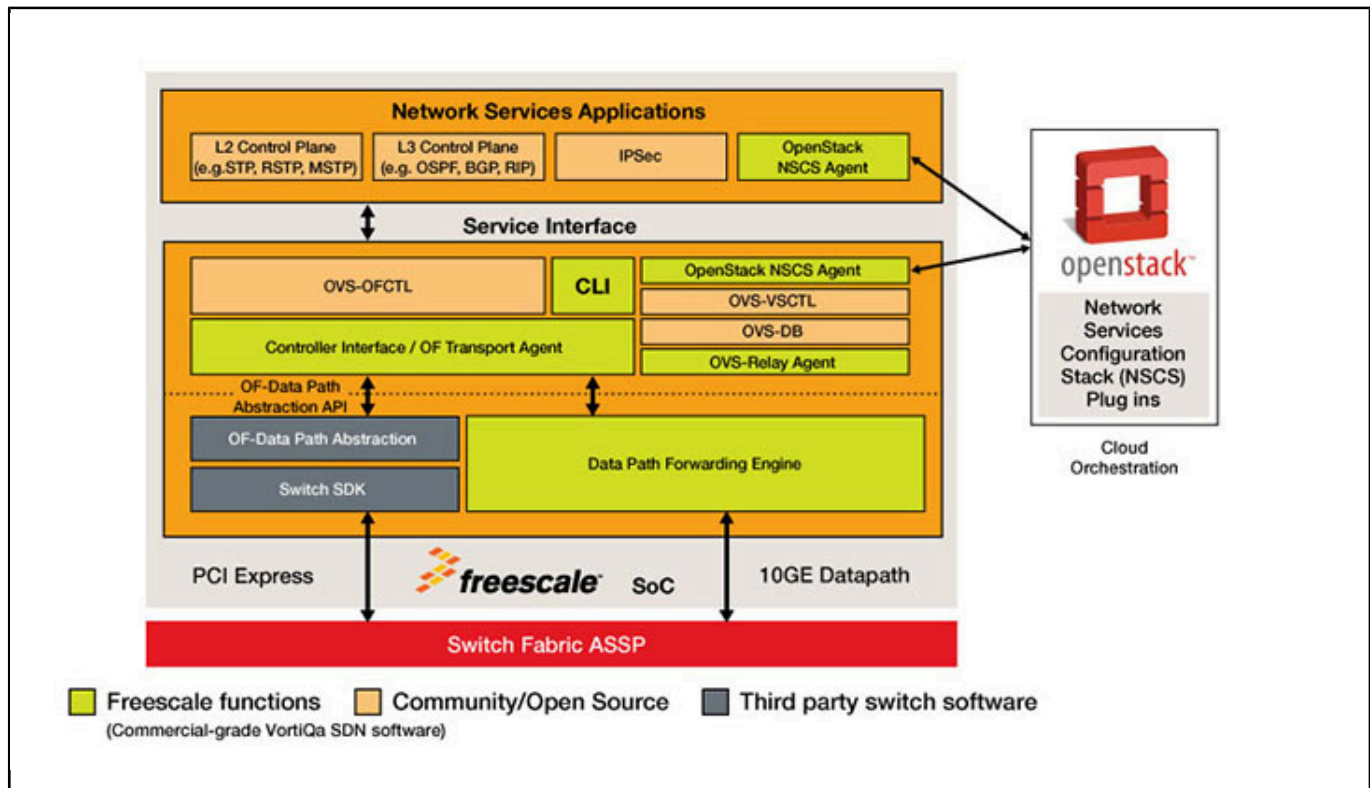 Network Services Applications
L2 Control Plane
(e.g.STP, RSTP, MSTP)
L3 Control Plane
(e.g. OSPF, BGP, RIP)
IPSec
OpenStack
NSCS Agent
Service Interface
OVS-OFCTL
CLI
OpenStack NSCS Agent
OVS-VSCTL
OVS-DB
OVS-Relay Agent
Controller Interface / OF Transport Agent
OF-Data Path
Abstraction API
OF-Data Path Abstraction
Switch SDK
Data Path Forwarding Engine
PCI Express
freescale™
SoC
10GE Datapath
Switch Fabric ASSP
openstack™
Network
Services
Configuration
Stack (NSCS)
Plug ins
Cloud
Orchestration
Freescale functions
(Commercial-grade VortiQa SDN software)
Community/Open Source
Third party switch software